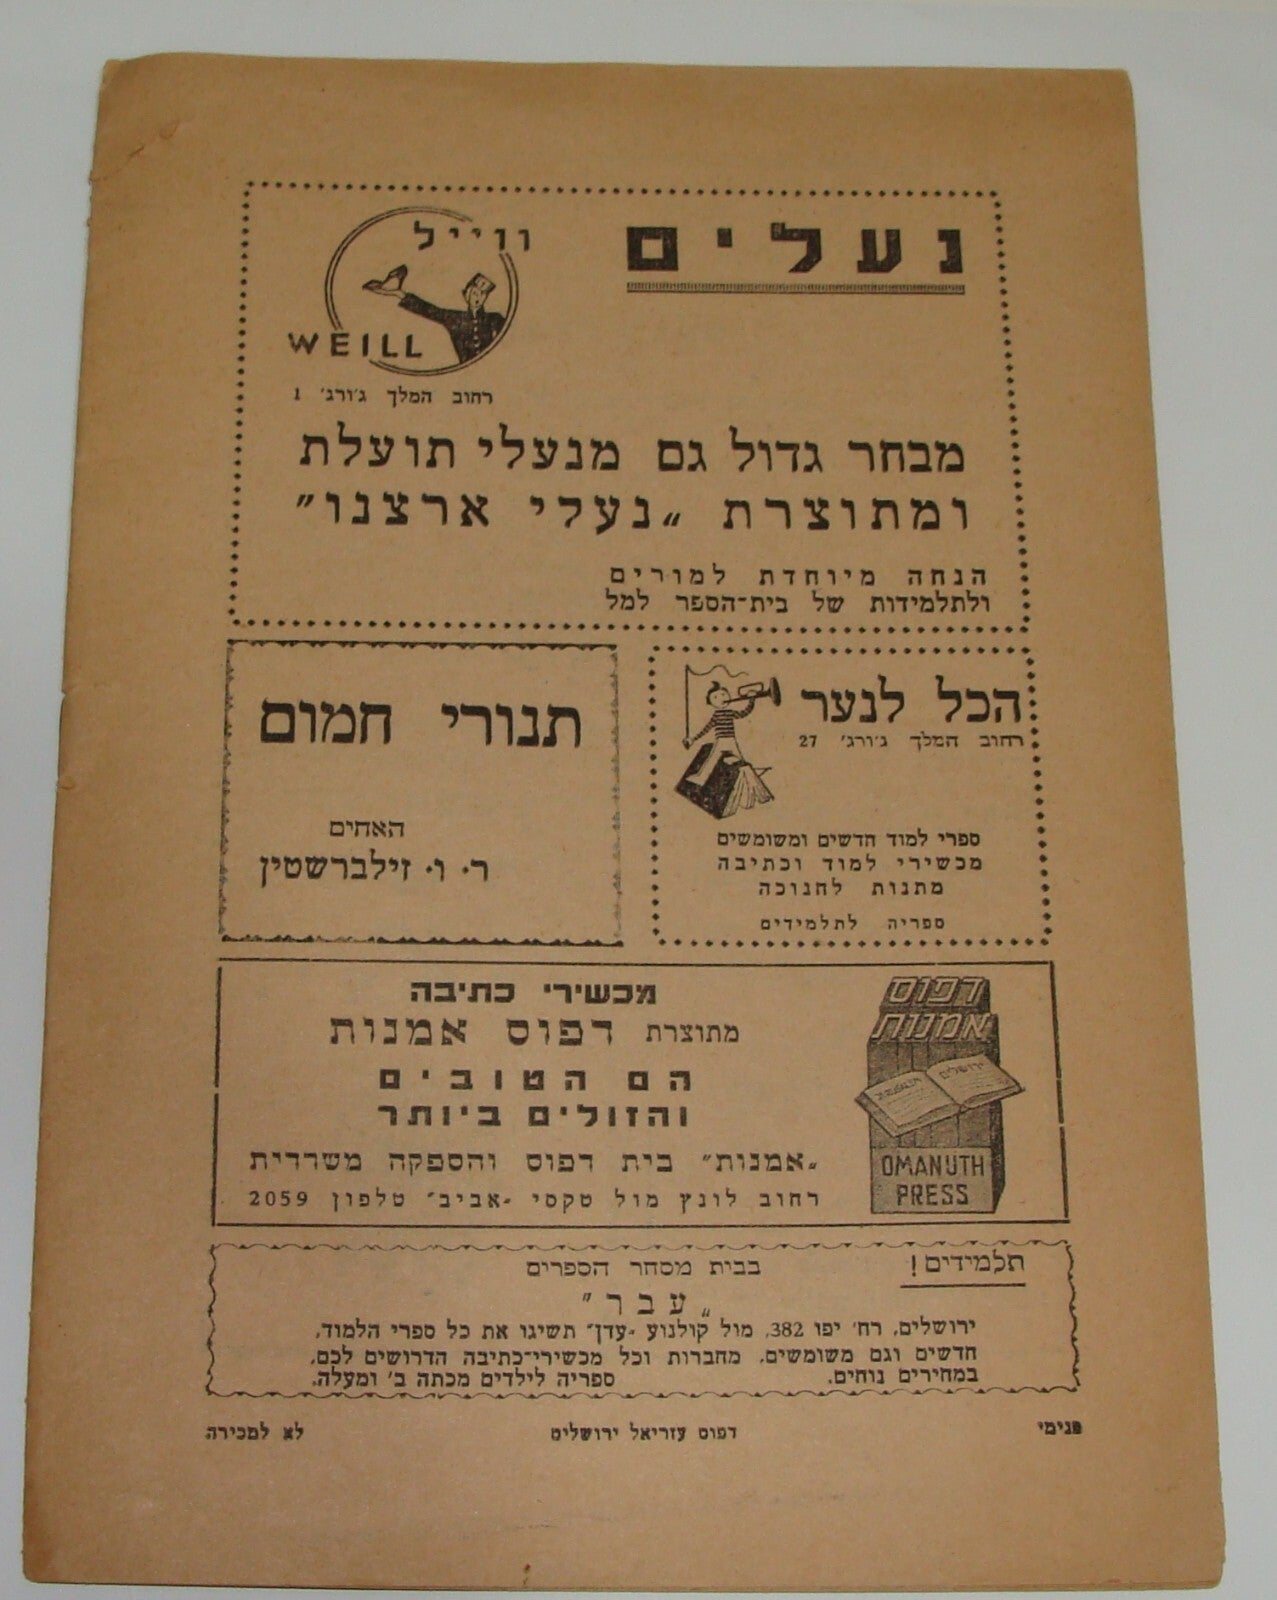 נעלים
ווייל
WEILL
רחוב המלך ג׳ורג׳ 1
מבחר גדול גם מנעלי תועלת
ומתוצרת „נעלי ארצנו״
הנחה מיוחדת למורים
ולתלמידות של בית־הספר למל
הכל לנער
רחוב המלך ג׳ורג׳ 27
ספרי למוד חדשים ומשומשים
מכשירי למוד וכתיבה
מתנות לחנוכה
ספריה לתלמידים
תנורי חמום
האחים
ר. ו. זילברשטין
דפוס
אמנות
ירושלים
OMANUTH
PRESS
מכשירי כתיבה
מתוצרת דפוס אמנות
הם הטובים
והזולים ביותר
„אמנות״ בית דפוס והספקה משרדית
רחוב לונץ מול טקסי „אביב״ טלפון 2059
תלמידים!
בבית מסחר הספרים
„עבר״
ירושלים, רח׳ יפו 382, מול קולנוע „עדן״ תשיגו את כל ספרי הלמוד,
חדשים וגם משומשים, מחברות וכל מכשירי־כתיבה הדרושים לכם,
במחירים נוחים. ספריה לילדים מכתה ב׳ ומעלה.
פנימי דפוס עזריאל ירושלים לא למכירה